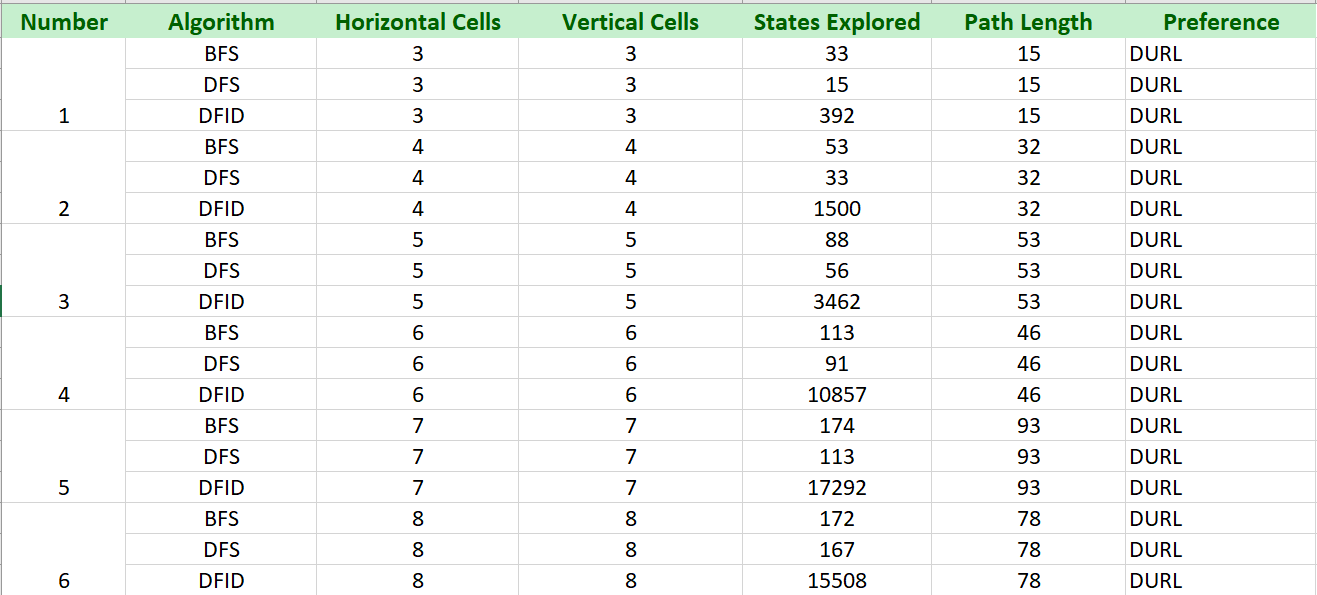 Number Algorithm Horizontal Cells Vertical Cells States Explored Path Length Preference
BFS 3 3 33 15 DURL
DFS 3 3 15 15 DURL
1 DFID 3 3 392 15 DURL
BFS 4 4 53 32 DURL
DFS 4 4 33 32 DURL
2 DFID 4 4 1500 32 DURL
BFS 5 5 88 53 DURL
DFS 5 5 56 53 DURL
3 DFID 5 5 3462 53 DURL
BFS 6 6 113 46 DURL
DFS 6 6 91 46 DURL
4 DFID 6 6 10857 46 DURL
BFS 7 7 174 93 DURL
DFS 7 7 113 93 DURL
5 DFID 7 7 17292 93 DURL
BFS 8 8 172 78 DURL
DFS 8 8 167 78 DURL
6 DFID 8 8 15508 78 DURL